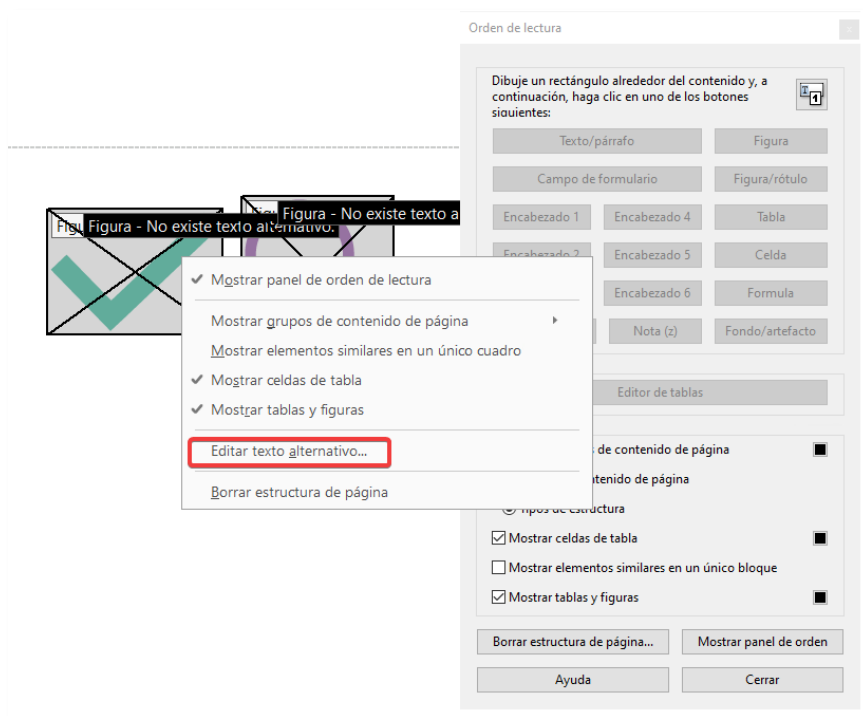 Orden de lectura
Dibuje un rectángulo alrededor del contenido y, a
continuación, haga clic en uno de los botones
siguientes:
Texto/párrafo
Figura
Campo de formulario
Figura/rótulo
Encabezado 1
Encabezado 4
Tabla
Encabezado 2
Encabezado 5
Celda
Encabezado 6
Formula
Nota (z)
Fondo/artefacto
Editor de tablas
de contenido de página
Tipos de estructura
Mostrar celdas de tabla
Mostrar elementos similares en un único bloque
Mostrar tablas y figuras
Borrar estructura de página...
Mostrar panel de orden
Ayuda
Cerrar
Figura - No existe texto a
Figura - No existe texto alternativo.
Mostrar panel de orden de lectura
Mostrar grupos de contenido de página
Mostrar elementos similares en un único cuadro
Mostrar celdas de tabla
Mostrar tablas y figuras
Editar texto alternativo...
Borrar estructura de página